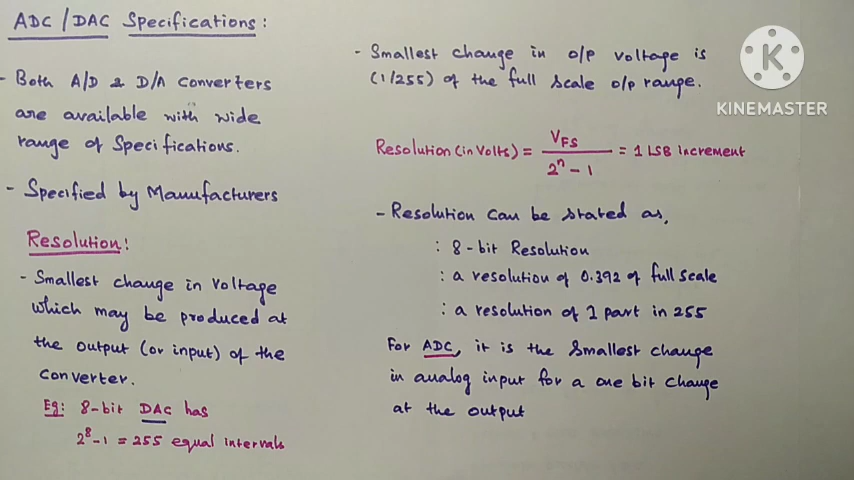 ADC / DAC Specifications :
- Both A/D & D/A Converters
are available with wide
range of Specifications.
- Specified by Manufacturers
Resolution :
- Smallest change in voltage
which may be produced at
the output (or input) of the
converter.
Eg: 8-bit DAC has
2⁸-1 = 255 equal intervals
- Smallest change in o/p voltage is
(1/255) of the full scale o/p range.
Resolution (in Volts) = V_FS / 2ⁿ - 1 = 1 LSB increment
- Resolution can be stated as,
: 8-bit Resolution
: a resolution of 0.392 of full scale
: a resolution of 1 part in 255
For ADC, it is the smallest change
in analog input for a one bit change
at the output
K
KINEMASTER